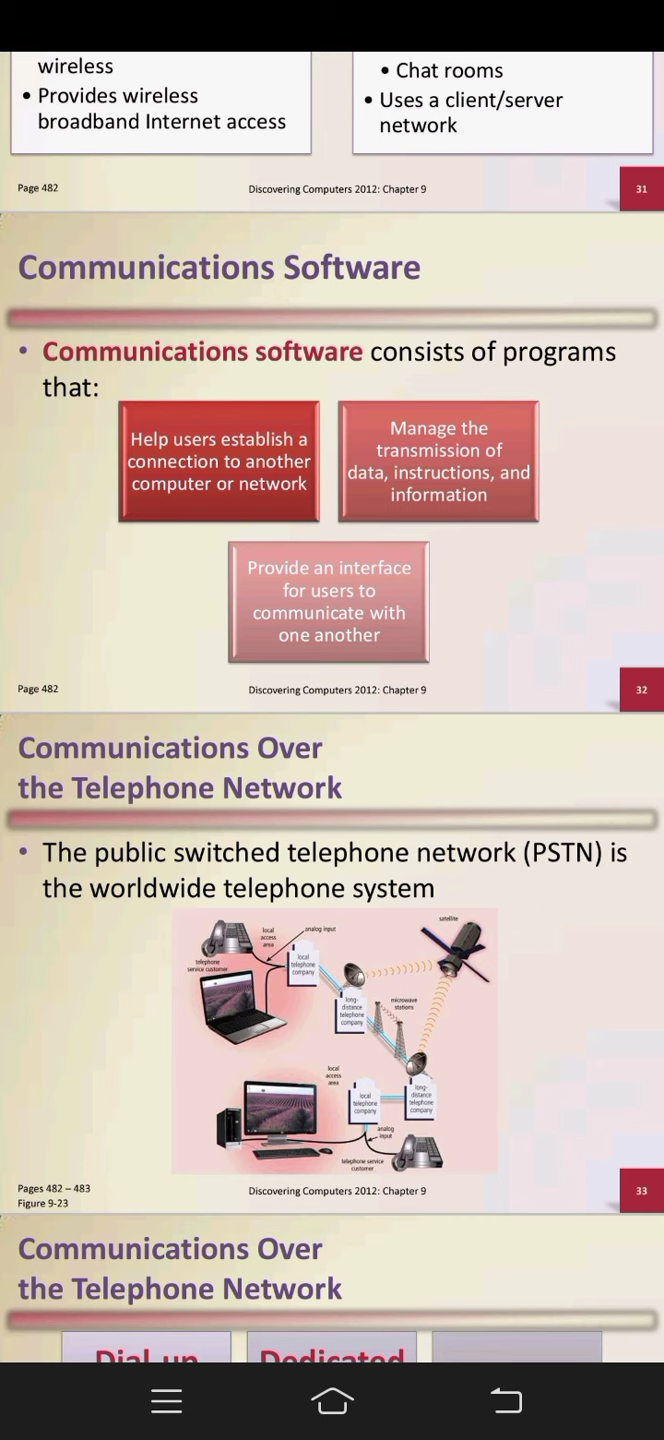 wireless
• Provides wireless
broadband Internet access
• Chat rooms
• Uses a client/server
network
Page 482
Discovering Computers 2012: Chapter 9
31
Communications Software
• Communications software consists of programs
that:
Help users establish a
connection to another
computer or network
Manage the
transmission of
data, instructions, and
information
Provide an interface
for users to
communicate with
one another
Page 482
Discovering Computers 2012: Chapter 9
32
Communications Over
the Telephone Network
• The public switched telephone network (PSTN) is
the worldwide telephone system
local
access
area
analog input
satellite
telephone
service customer
local
telephone
company
long-
distance
telephone
company
microwave
stations
local
access
area
local
telephone
company
long-
distance
telephone
company
analog
input
telephone service
customer
Pages 482 – 483
Figure 9-23
Discovering Computers 2012: Chapter 9
33
Communications Over
the Telephone Network
Dial-up
Dedicated